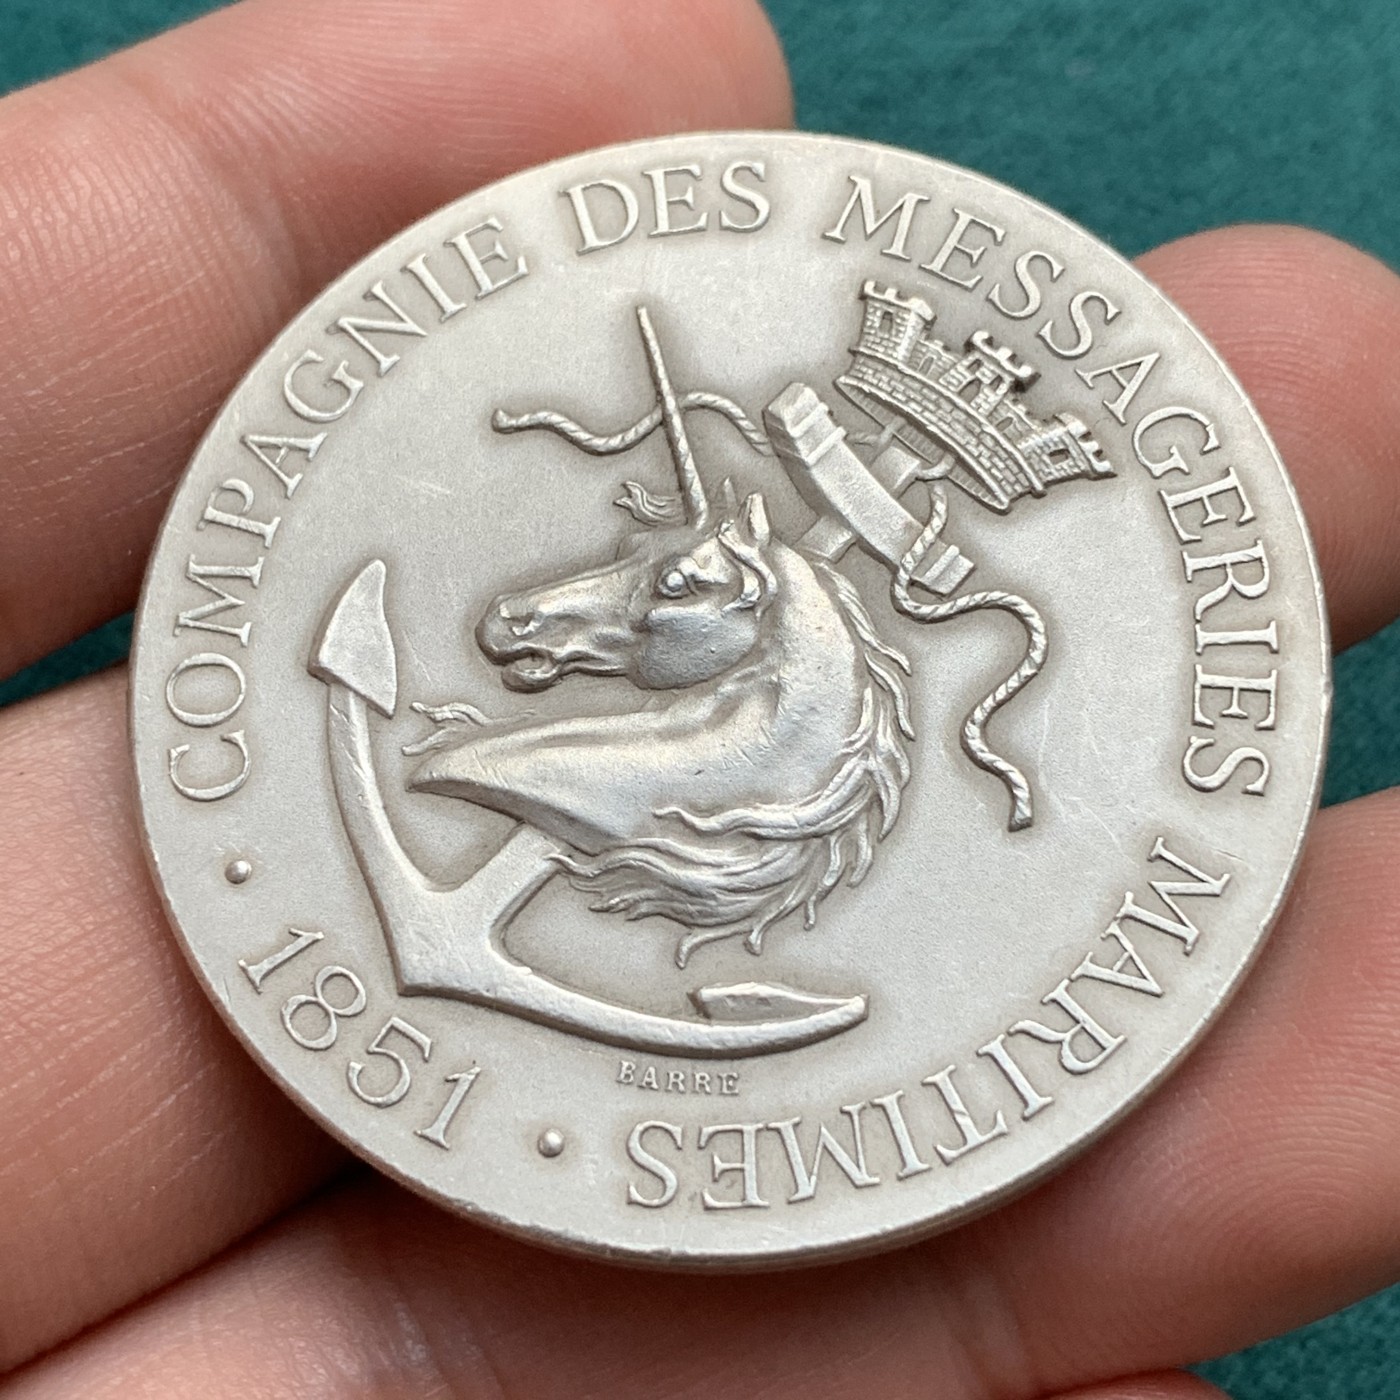 COMPAGNIE DES MESSAGERIES MARITIMES
· 1851 ·
BARRE